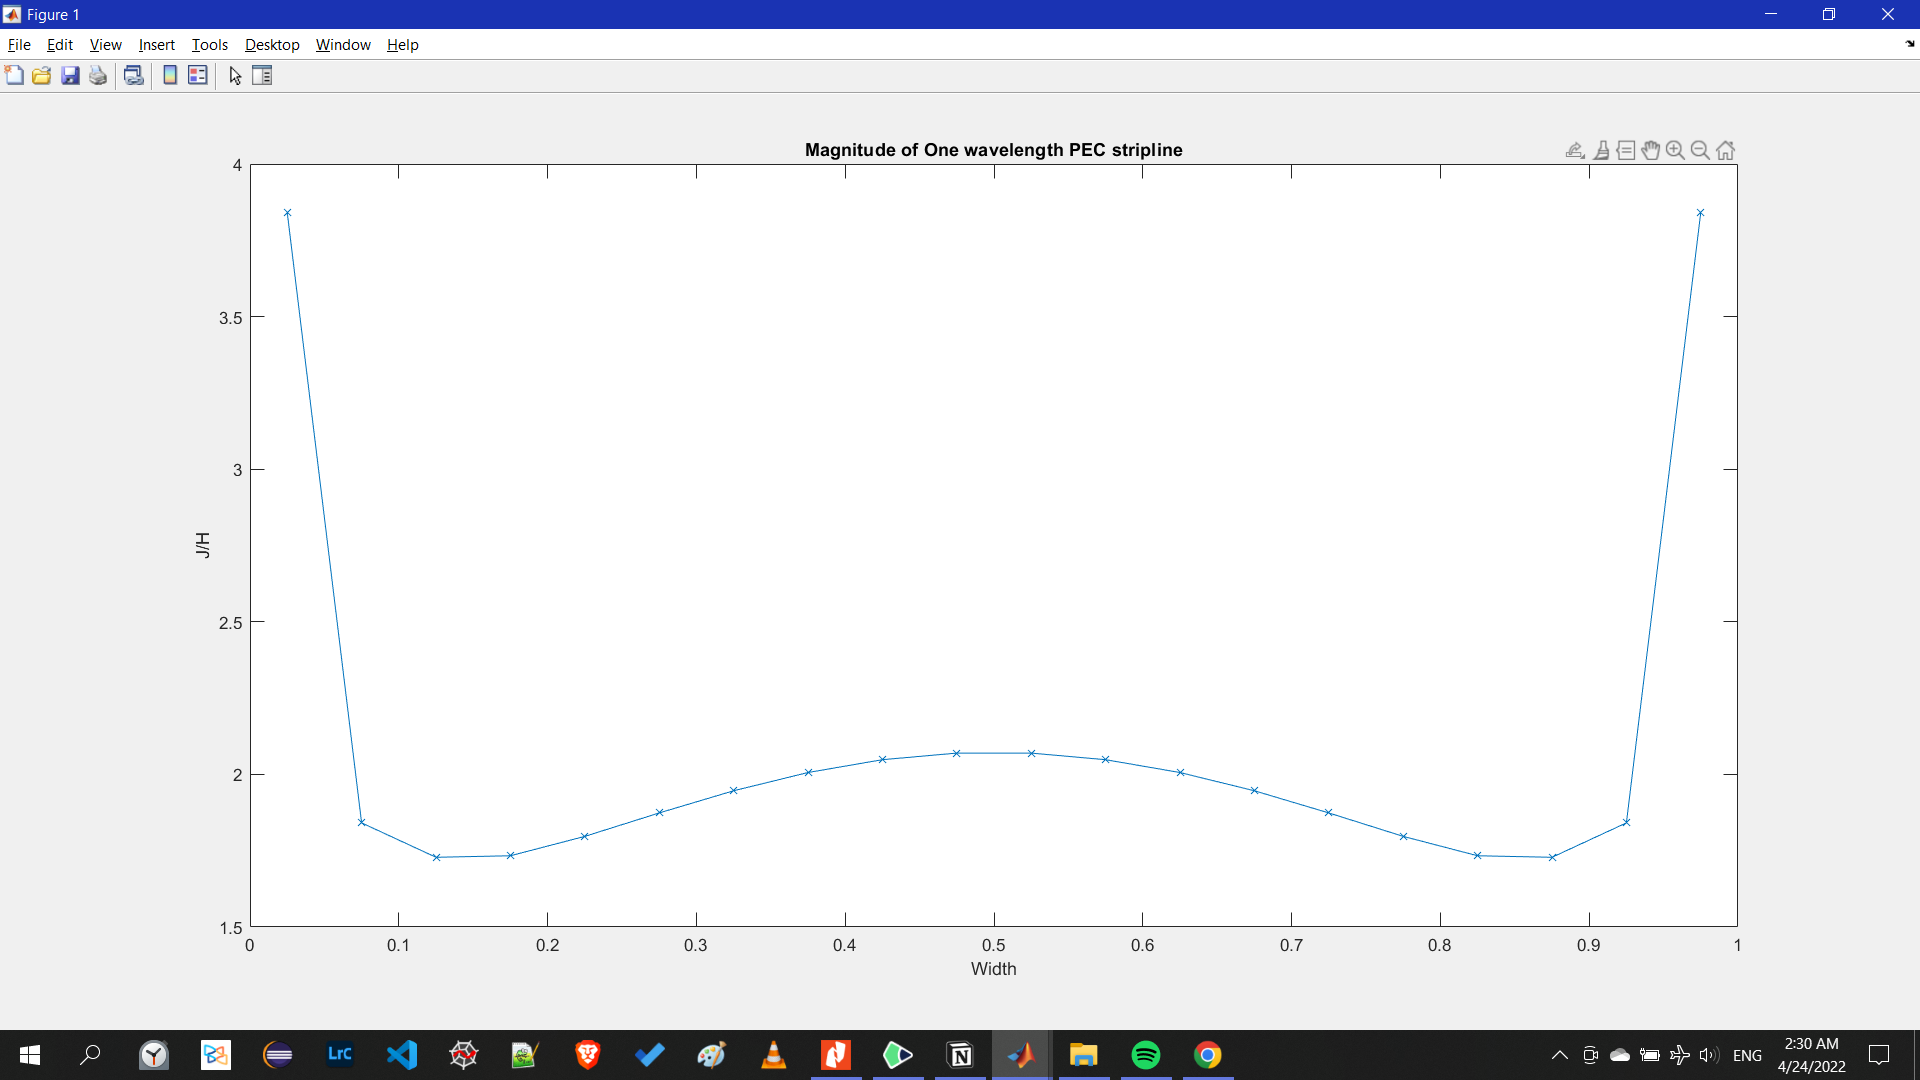 Figure 1
File Edit View Insert Tools Desktop Window Help
Magnitude of One wavelength PEC stripline
4
3.5
3
2.5
2
1.5
J/H
0 0.1 0.2 0.3 0.4 0.5 0.6 0.7 0.8 0.9 1
Width
LrC
N
ENG
2:30 AM
4/24/2022